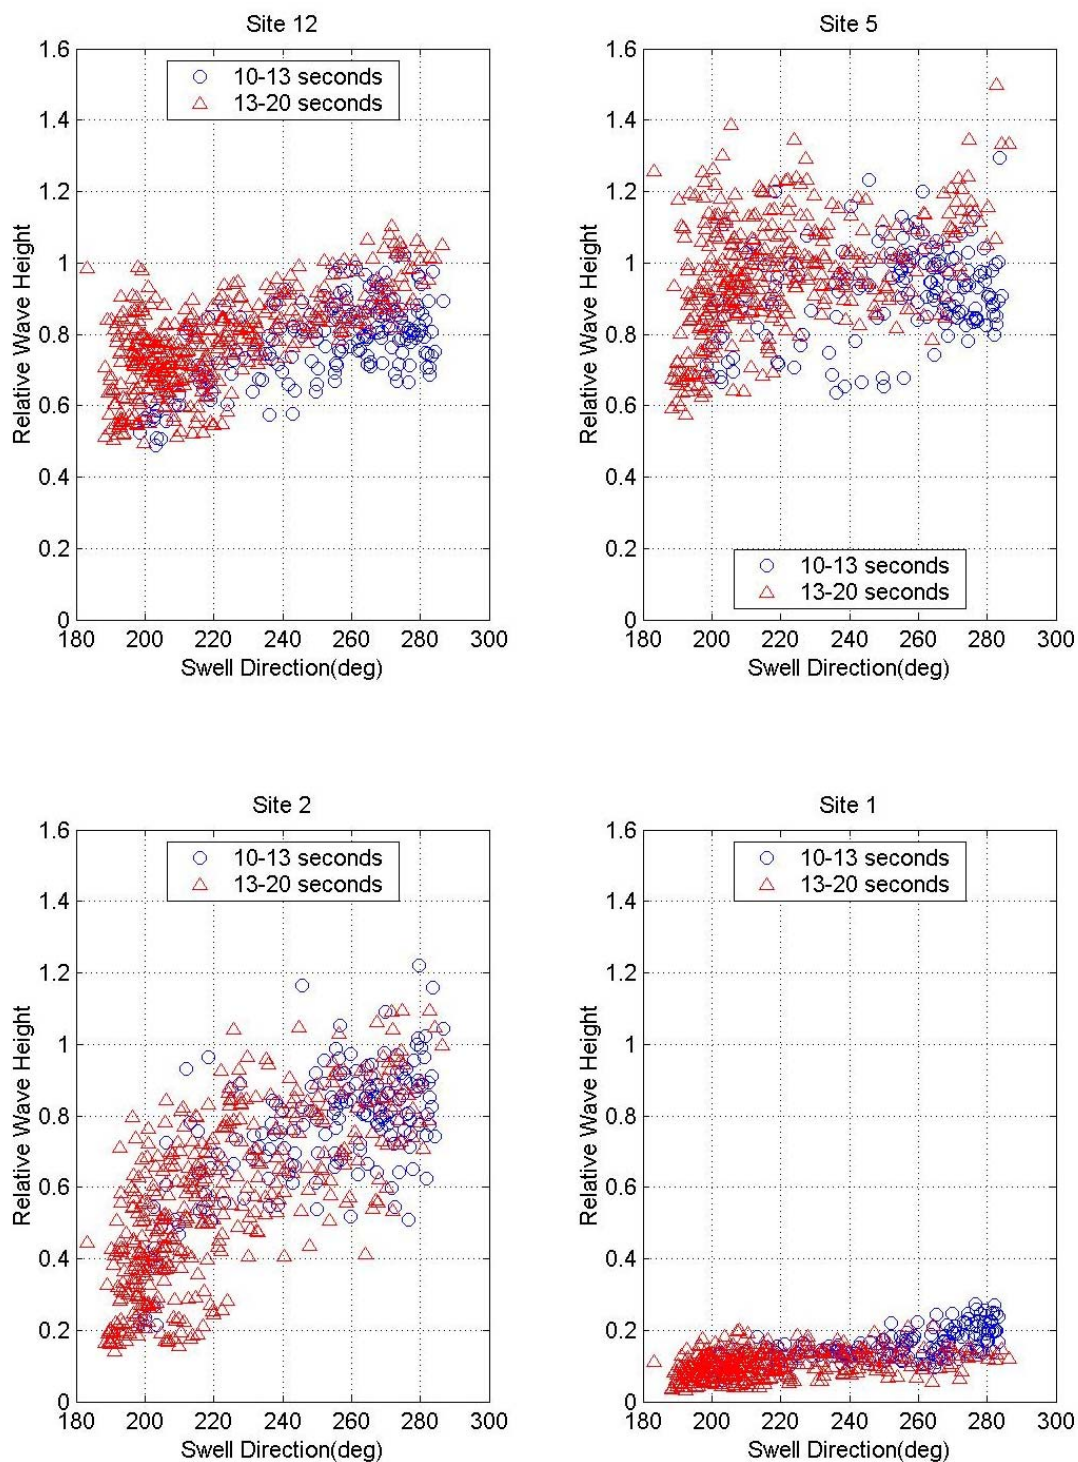 Site 12
1.6
1.4
1.2
1
0.8
0.6
0.4
0.2
0
Relative Wave Height
10-13 seconds
13-20 seconds
180 200 220 240 260 280 300
Swell Direction(deg)
Site 5
1.6
1.4
1.2
1
0.8
0.6
0.4
0.2
0
Relative Wave Height
10-13 seconds
13-20 seconds
180 200 220 240 260 280 300
Swell Direction(deg)
Site 2
1.6
1.4
1.2
1
0.8
0.6
0.4
0.2
0
Relative Wave Height
10-13 seconds
13-20 seconds
180 200 220 240 260 280 300
Swell Direction(deg)
Site 1
1.6
1.4
1.2
1
0.8
0.6
0.4
0.2
0
Relative Wave Height
10-13 seconds
13-20 seconds
180 200 220 240 260 280 300
Swell Direction(deg)